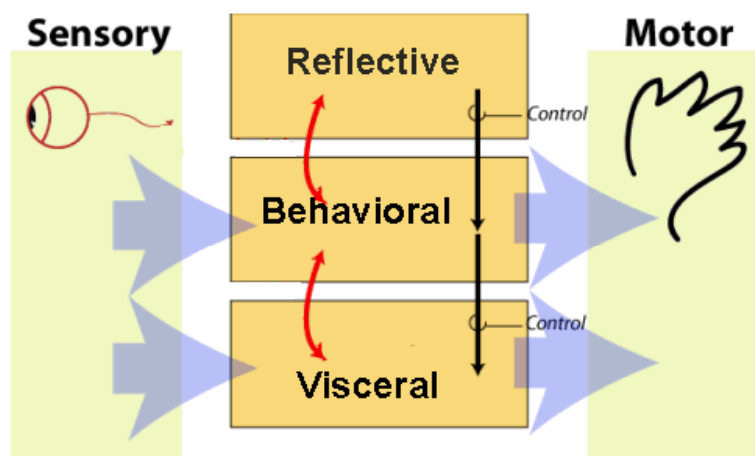 Sensory
Reflective
Motor
Control
Behavioral
Control
Visceral